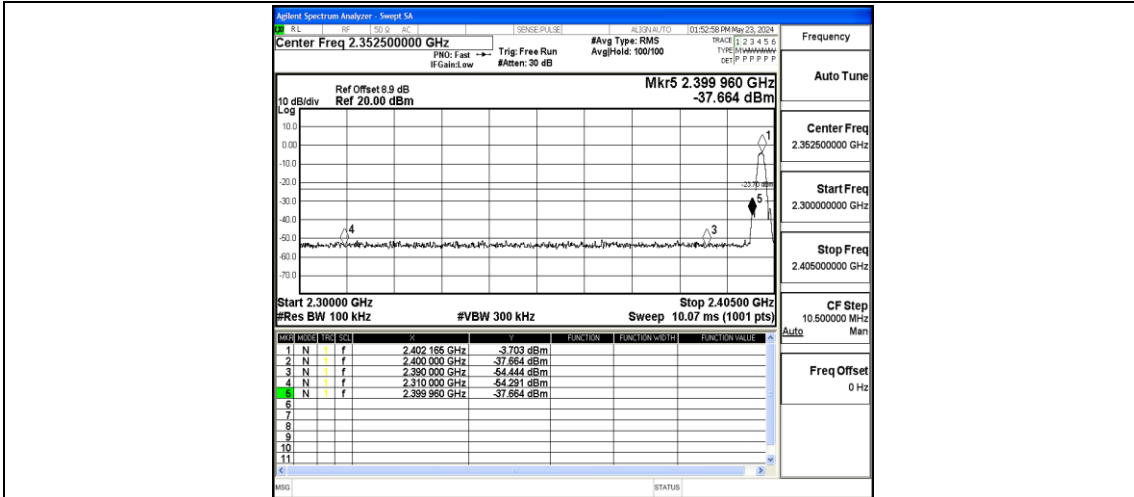 Agilent Spectrum Analyzer - Swept SA
RL RF 50 Ω AC SENSE:PULSE ALIGN AUTO 01:52:58 PM May 23, 2024
Center Freq 2.352500000 GHz
PNO: Fast
IFGain:Low
Trig: Free Run
#Atten: 30 dB
#Avg Type: RMS
Avg|Hold: 100/100
TRACE 1 2 3 4 5 6
TYPE MWWWWW
DET P P P P P P
Ref Offset 8.9 dB
Ref 20.00 dBm
10 dB/div
Log
Mkr5 2.399 960 GHz
-37.664 dBm
10.0
0.00
-10.0
-20.0
-30.0
-40.0
-50.0
-60.0
-70.0
1
-23.70 dBm
5
4
3
Start 2.30000 GHz
#Res BW 100 kHz
#VBW 300 kHz
Stop 2.40500 GHz
Sweep 10.07 ms (1001 pts)
MKR MODE TRC SCL X Y FUNCTION FUNCTION WIDTH FUNCTION VALUE
1 N 1 f 2.402 165 GHz -3.703 dBm
2 N 1 f 2.400 000 GHz -37.664 dBm
3 N 1 f 2.390 000 GHz -54.444 dBm
4 N 1 f 2.310 000 GHz -54.291 dBm
5 N 1 f 2.399 960 GHz -37.664 dBm
6
7
8
9
10
11
MSG STATUS
Frequency
Auto Tune
Center Freq
2.352500000 GHz
Start Freq
2.300000000 GHz
Stop Freq
2.405000000 GHz
CF Step
10.500000 MHz
Auto Man
Freq Offset
0 Hz